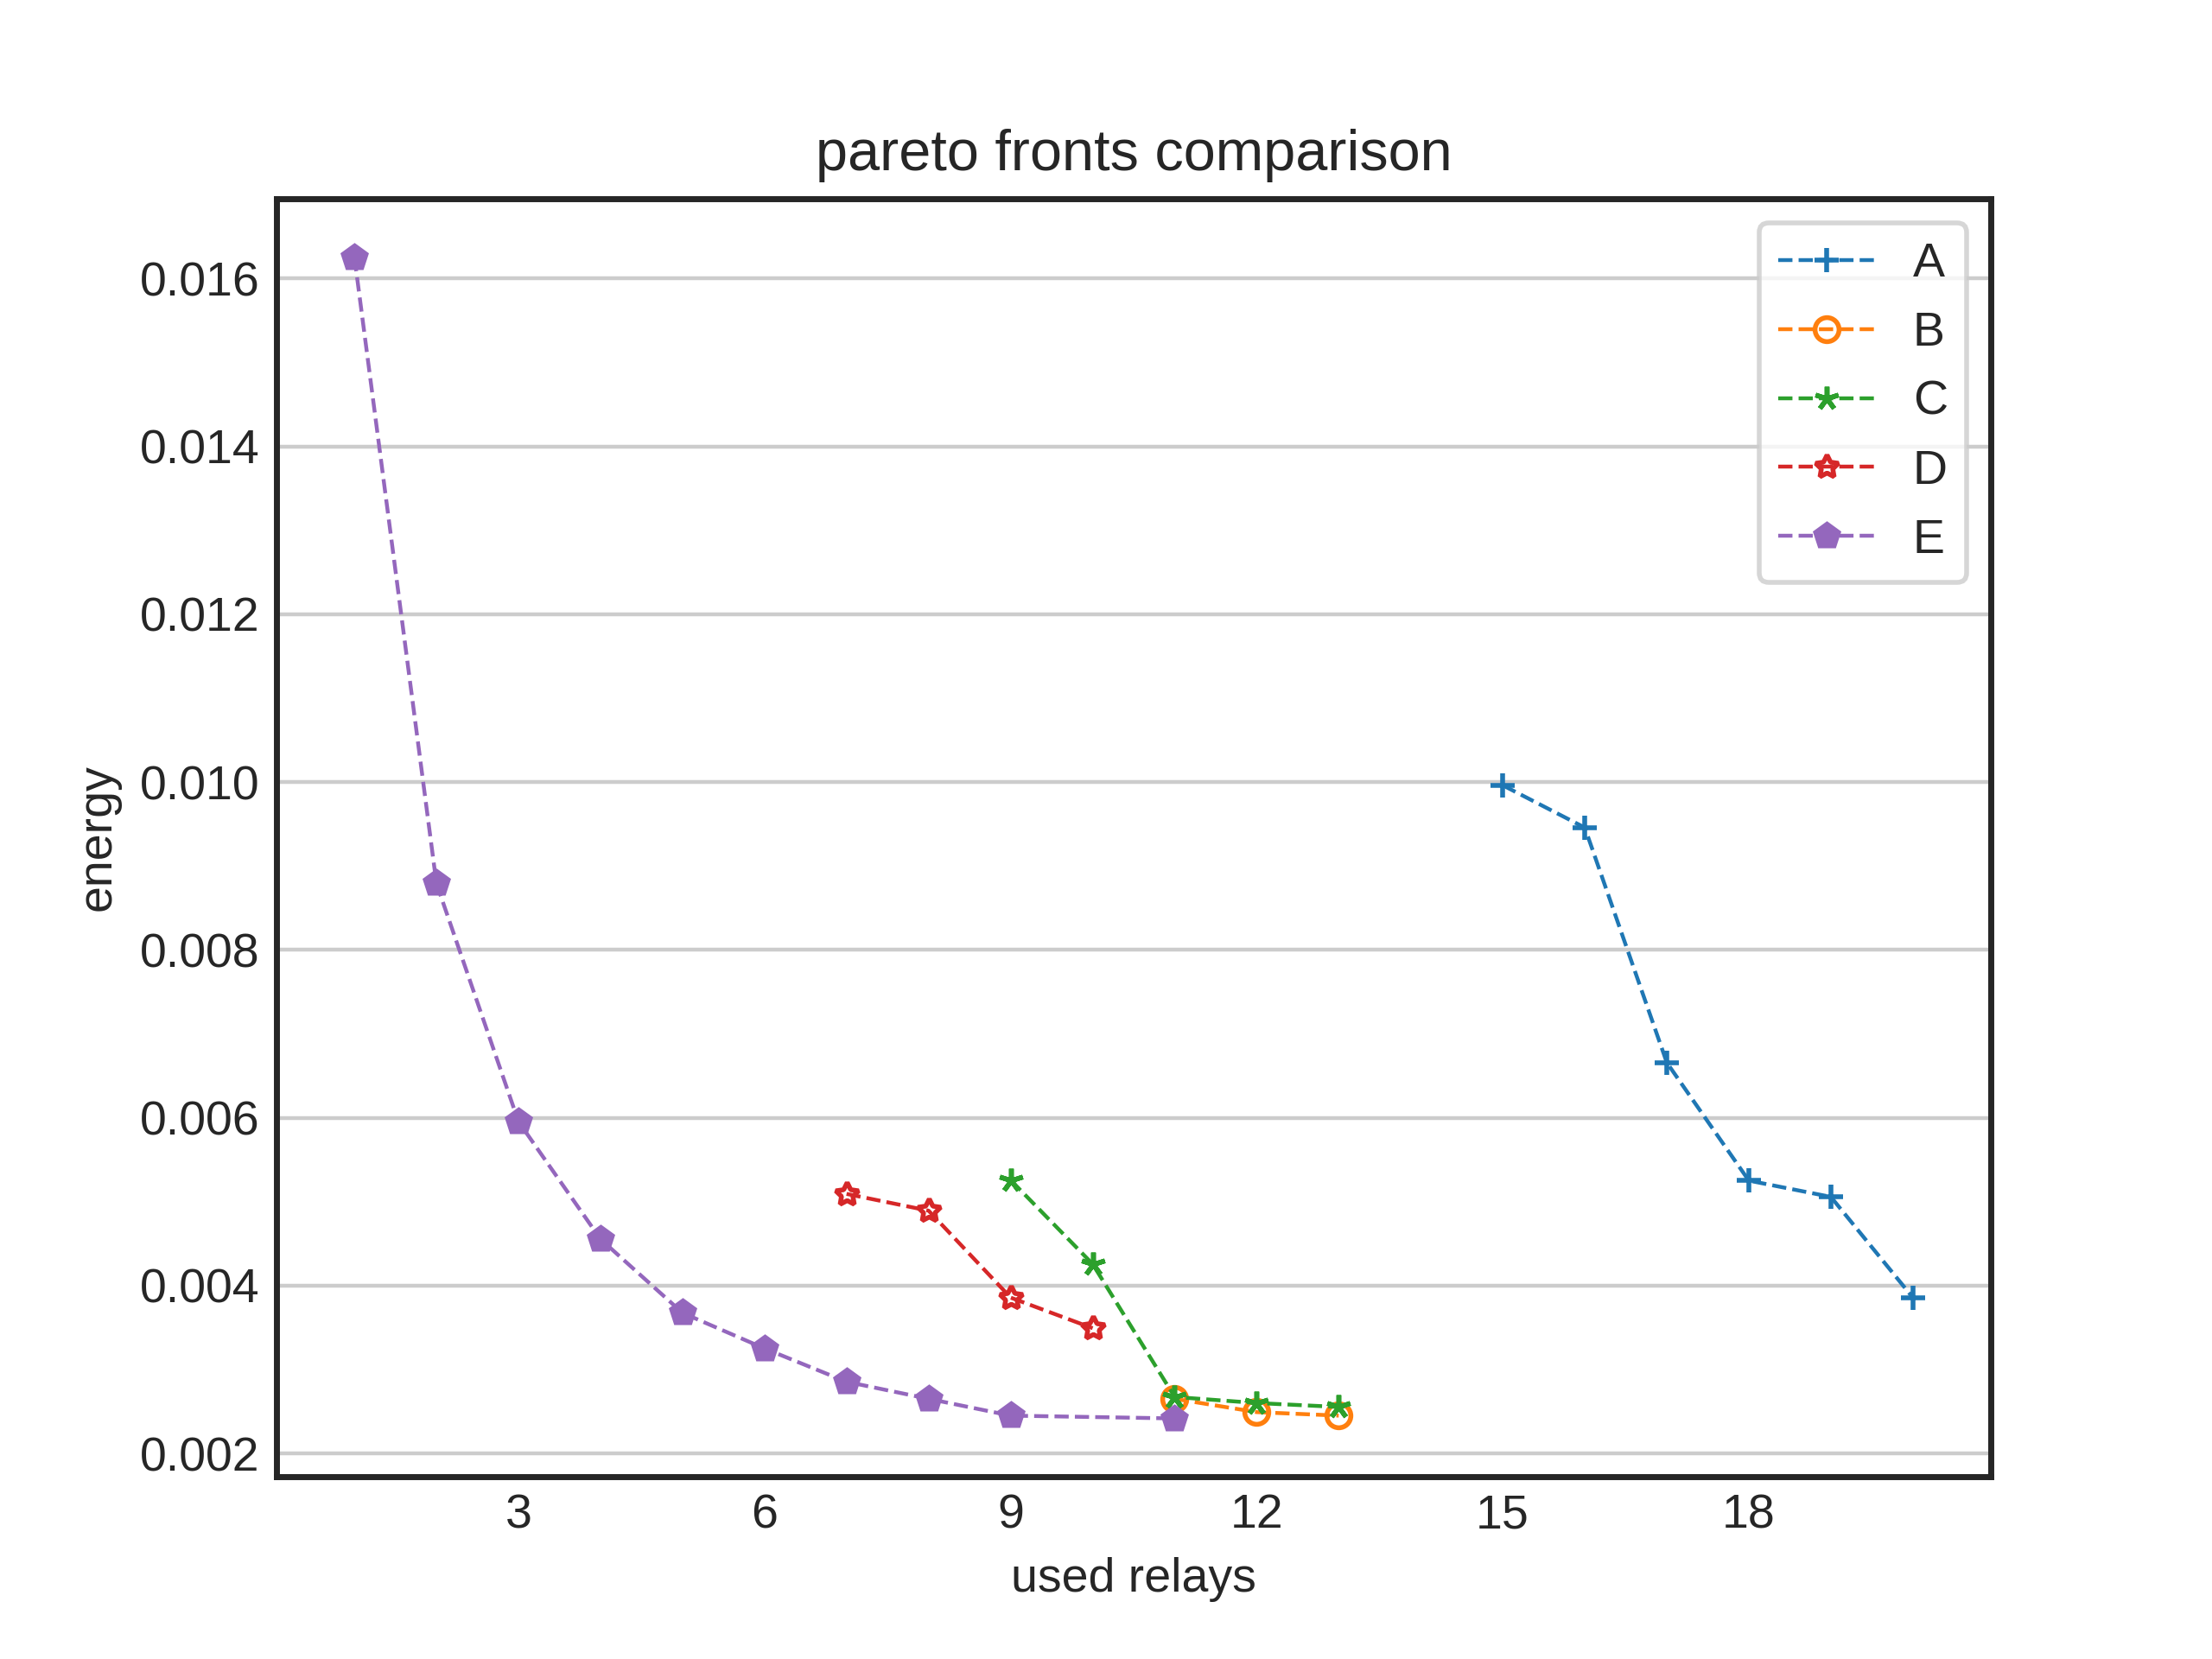 pareto fronts comparison
A
B
C
D
E
0.016
0.014
0.012
0.010
0.008
0.006
0.004
0.002
energy
3 6 9 12 15 18
used relays